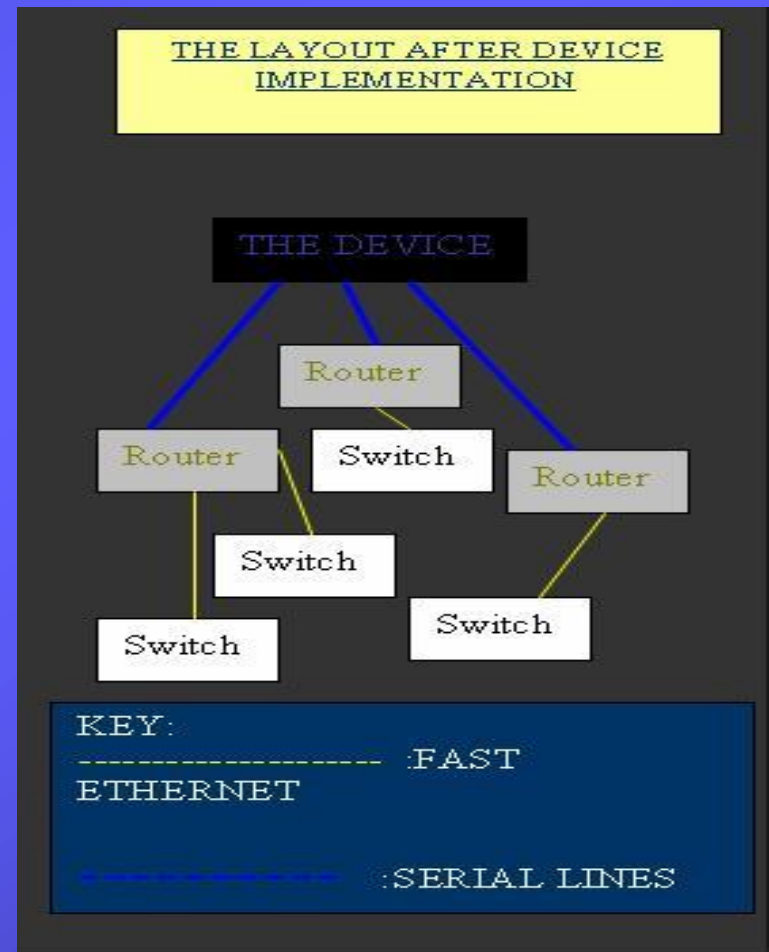 THE LAYOUT AFTER DEVICE
IMPLEMENTATION
THE DEVICE
Router
Router
Switch
Router
Switch
Switch
Switch
KEY:
--------------------- :FAST
ETHERNET
----------- :SERIAL LINES